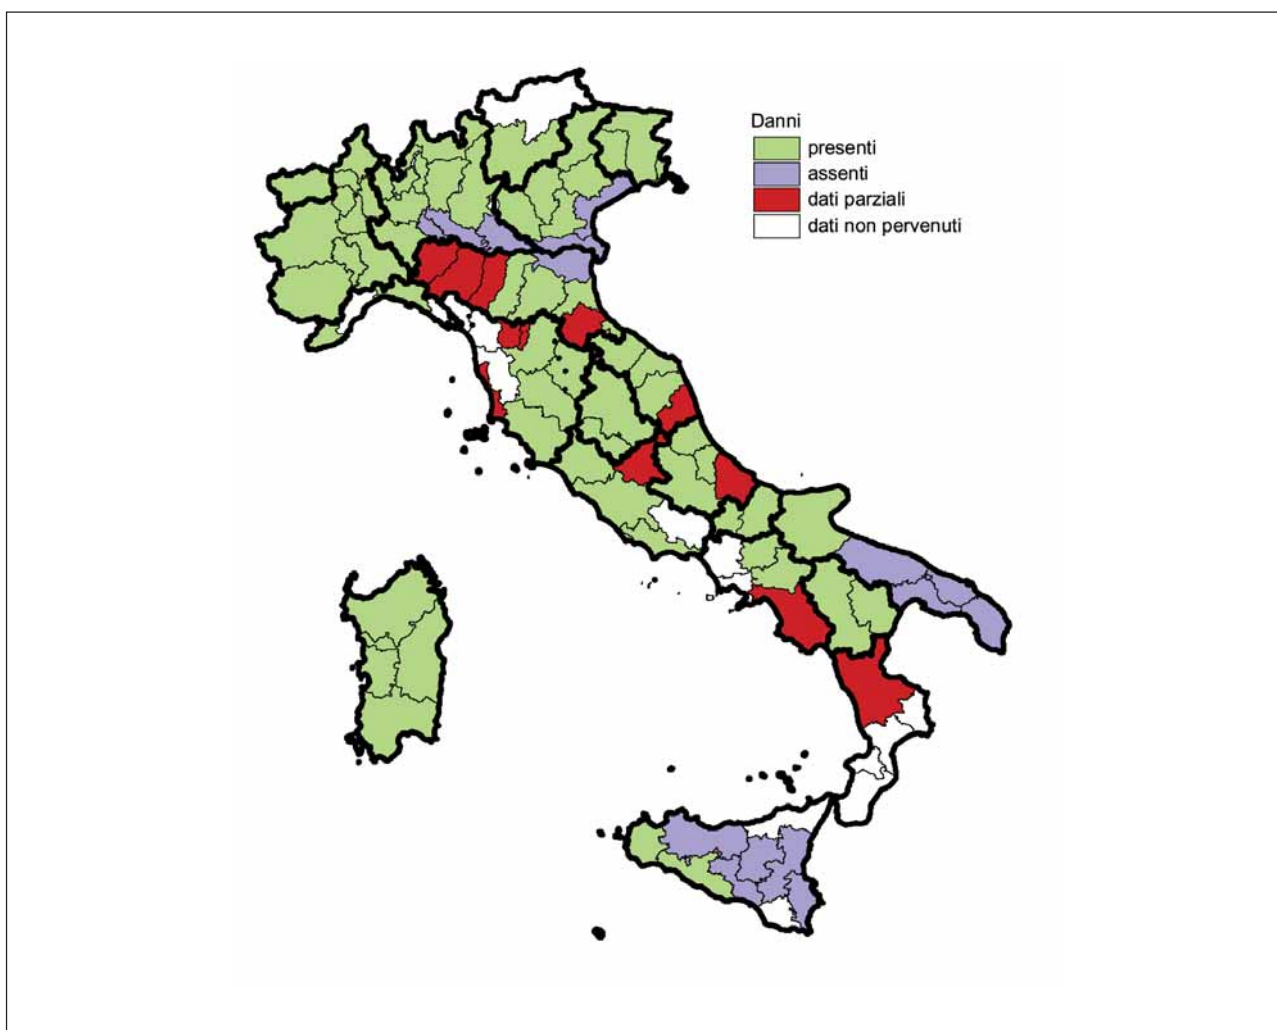 Danni
presenti
assenti
dati parziali
dati non pervenuti